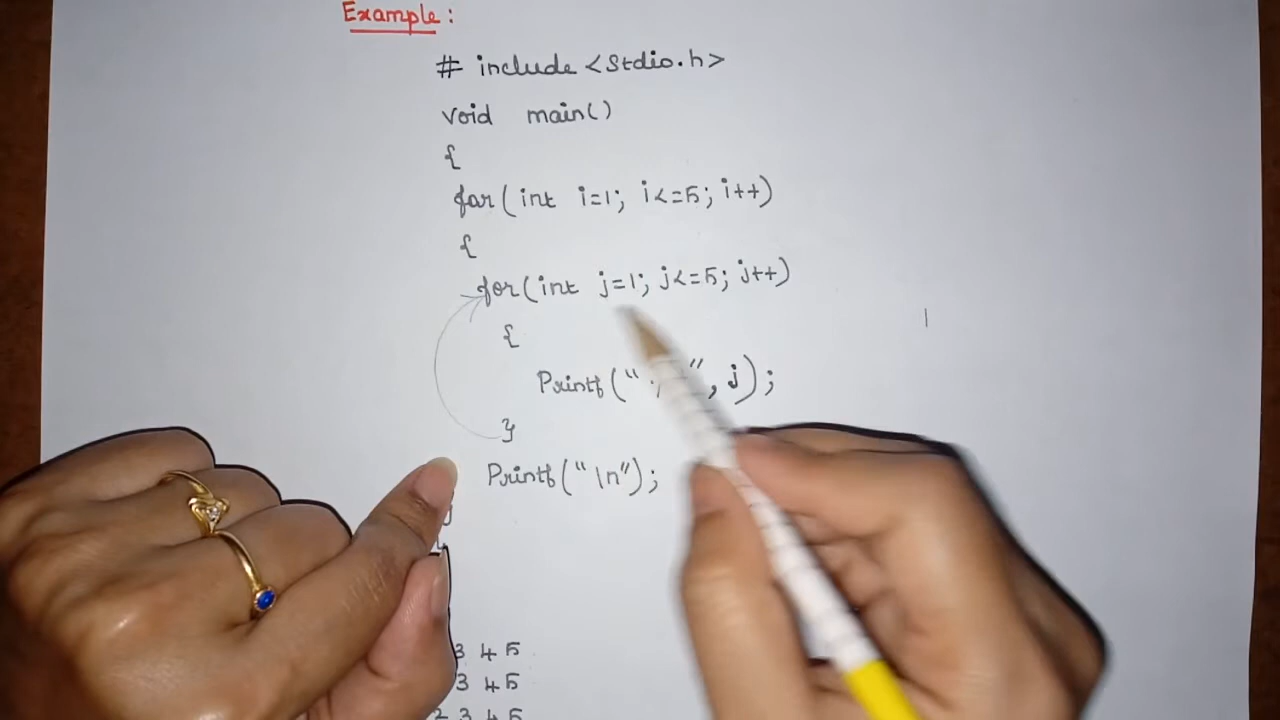 Example :
# include <Stdio.h>
void main()
{
for(int i=1; i<=5; i++)
{
for(int j=1; j<=5; j++)
{
Printf(" ", j);
}
Printf("\n");
3 4 5
3 4 5
2 3 4 5